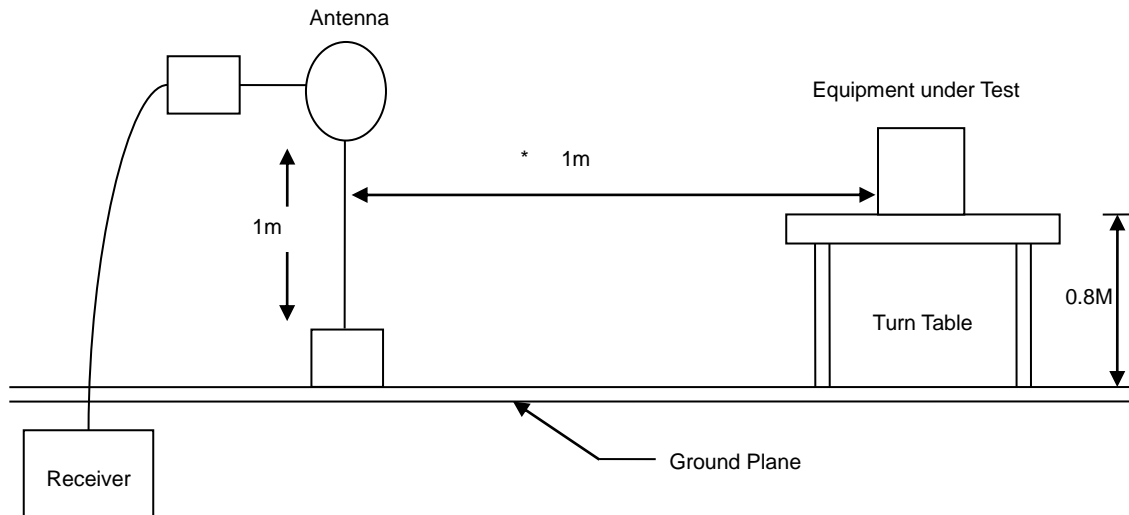 Antenna
Equipment under Test
* 1m
1m
0.8M
Turn Table
Ground Plane
Receiver